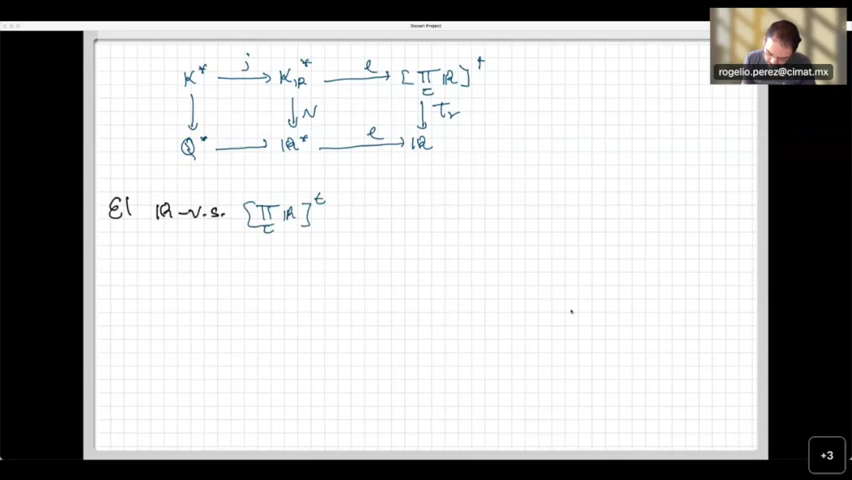 Doceri Project
K* j K_ℝ* ℓ [∏_τ ℝ]⁺
N Tr
Q* ℝ* ℓ ℝ
El ℝ-v.s. [∏_τ ℝ]⁺
rogelio.perez@cimat.mx
+3